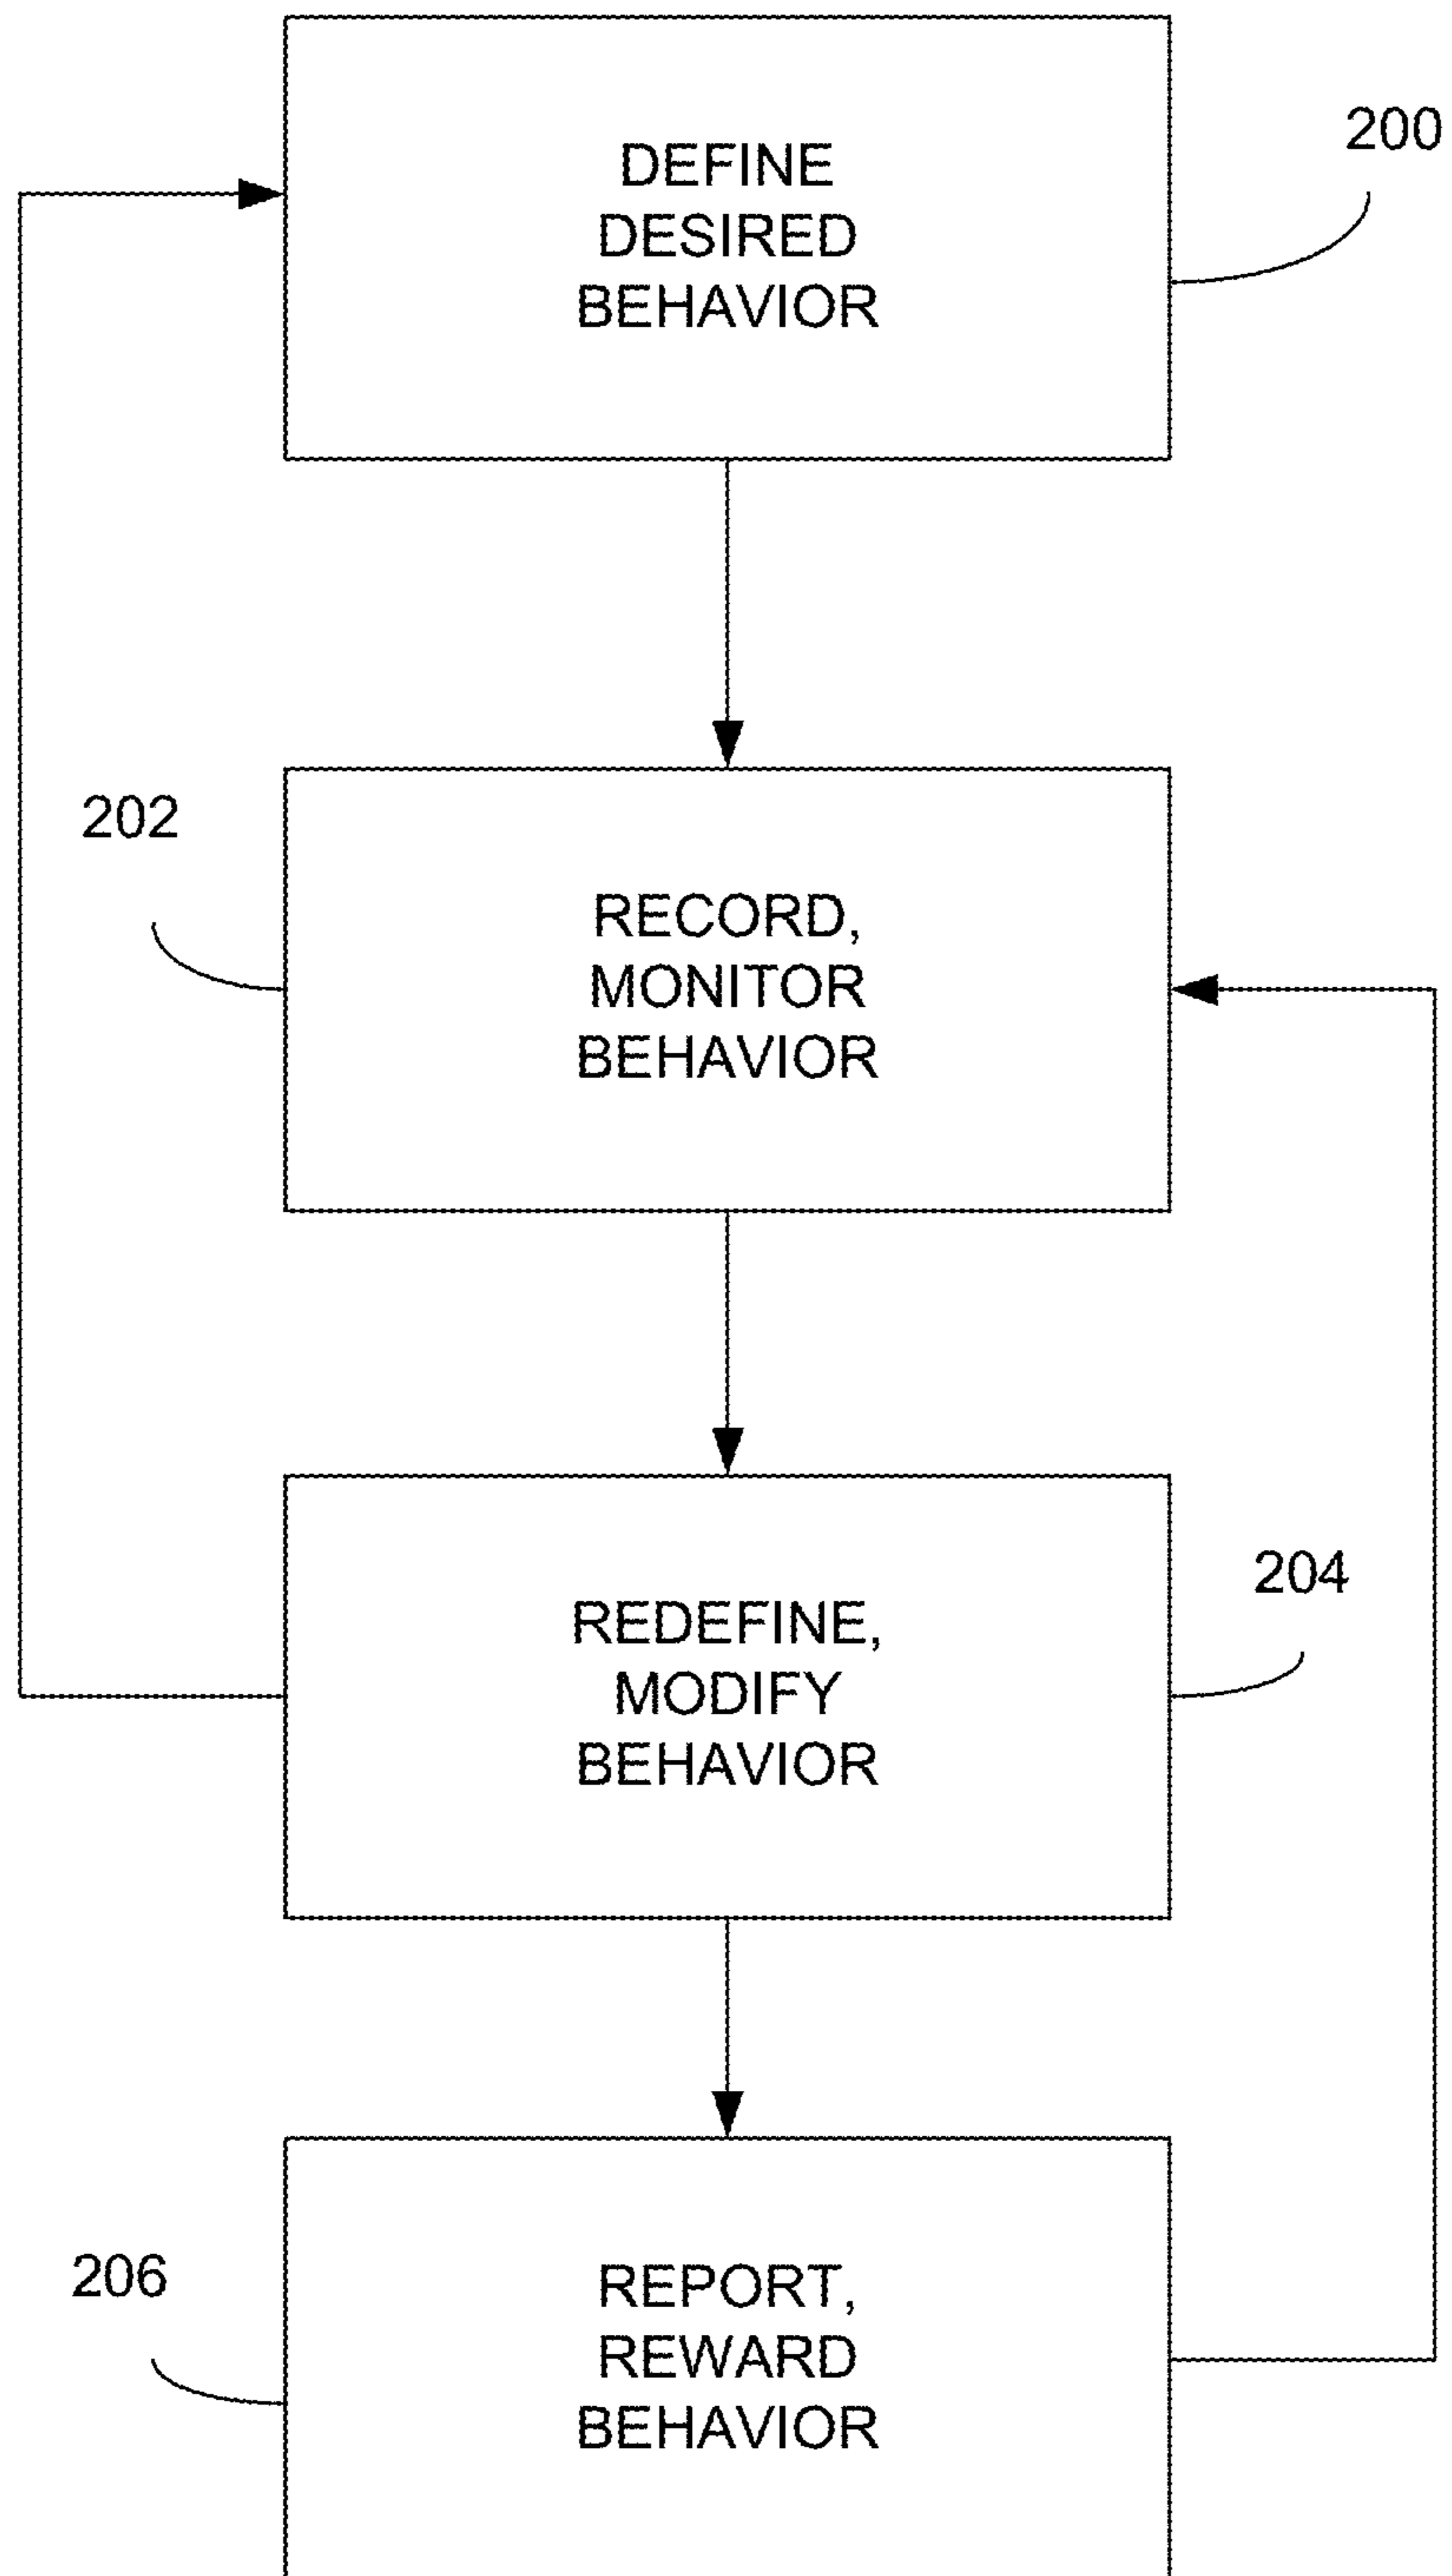 DEFINE
DESIRED
BEHAVIOR
200
202
RECORD,
MONITOR
BEHAVIOR
204
REDEFINE,
MODIFY
BEHAVIOR
206
REPORT,
REWARD
BEHAVIOR